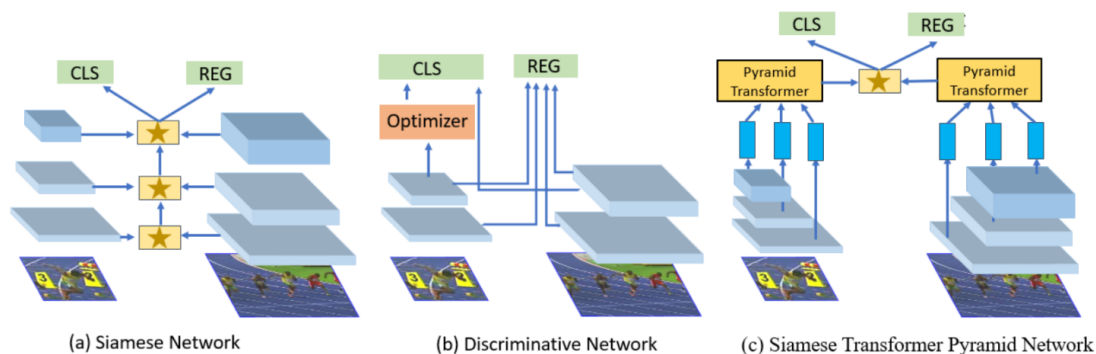 CLS
REG
(a) Siamese Network
CLS
REG
Optimizer
(b) Discriminative Network
CLS
REG
Pyramid
Transformer
Pyramid
Transformer
(c) Siamese Transformer Pyramid Network